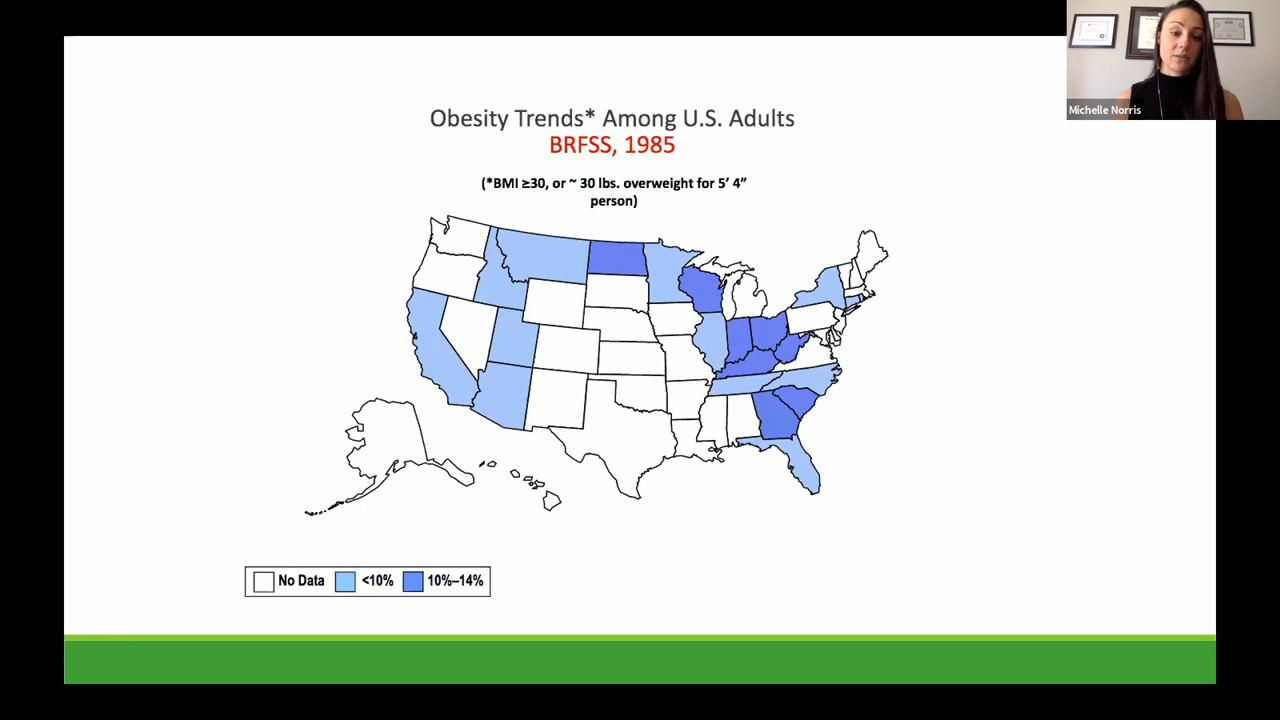 Michelle Norris
Obesity Trends* Among U.S. Adults
BRFSS, 1985
(*BMI ≥30, or ~ 30 lbs. overweight for 5’ 4”
person)
No Data
<10%
10%–14%